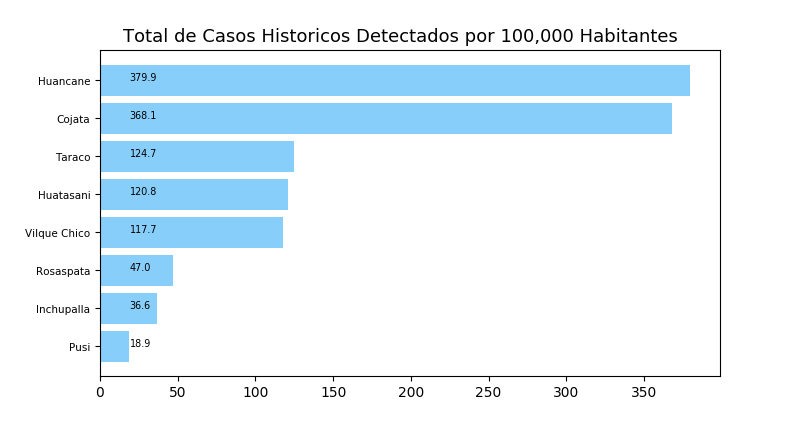 Total de Casos Historicos Detectados por 100,000 Habitantes
Huancane 379.9
Cojata 368.1
Taraco 124.7
Huatasani 120.8
Vilque Chico 117.7
Rosaspata 47.0
Inchupalla 36.6
Pusi 18.9
0 50 100 150 200 250 300 350